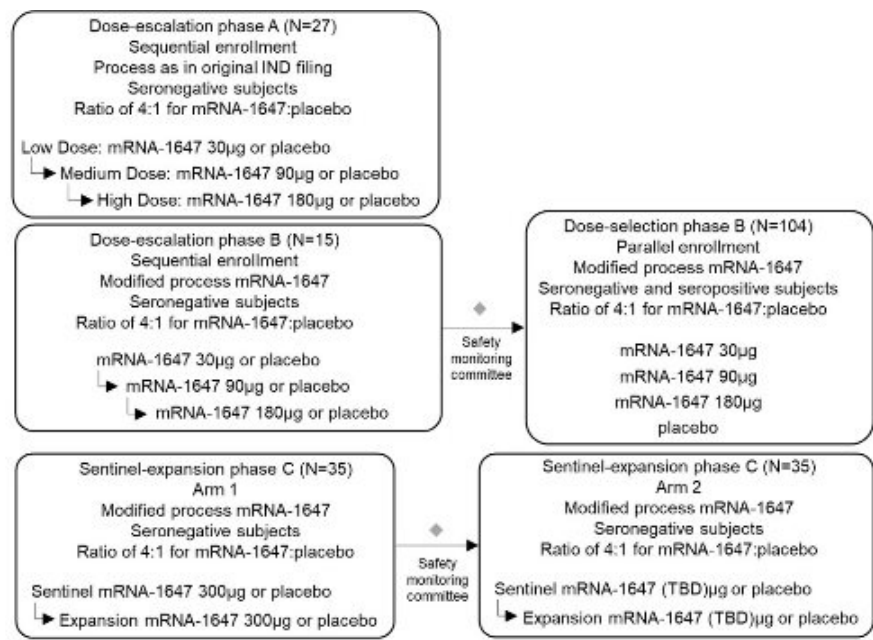 Dose-escalation phase A (N=27)
Sequential enrollment
Process as in original IND filing
Seronegative subjects
Ratio of 4:1 for mRNA-1647:placebo
Low Dose: mRNA-1647 30µg or placebo
Medium Dose: mRNA-1647 90µg or placebo
High Dose: mRNA-1647 180µg or placebo
Dose-escalation phase B (N=15)
Sequential enrollment
Modified process mRNA-1647
Seronegative subjects
Ratio of 4:1 for mRNA-1647:placebo
mRNA-1647 30µg or placebo
mRNA-1647 90µg or placebo
mRNA-1647 180µg or placebo
Safety
monitoring
committee
Dose-selection phase B (N=104)
Parallel enrollment
Modified process mRNA-1647
Seronegative and seropositive subjects
Ratio of 4:1 for mRNA-1647:placebo
mRNA-1647 30µg
mRNA-1647 90µg
mRNA-1647 180µg
placebo
Sentinel-expansion phase C (N=35)
Arm 1
Modified process mRNA-1647
Seronegative subjects
Ratio of 4:1 for mRNA-1647:placebo
Sentinel mRNA-1647 300µg or placebo
Expansion mRNA-1647 300µg or placebo
Safety
monitoring
committee
Sentinel-expansion phase C (N=35)
Arm 2
Modified process mRNA-1647
Seronegative subjects
Ratio of 4:1 for mRNA-1647:placebo
Sentinel mRNA-1647 (TBD)µg or placebo
Expansion mRNA-1647 (TBD)µg or placebo